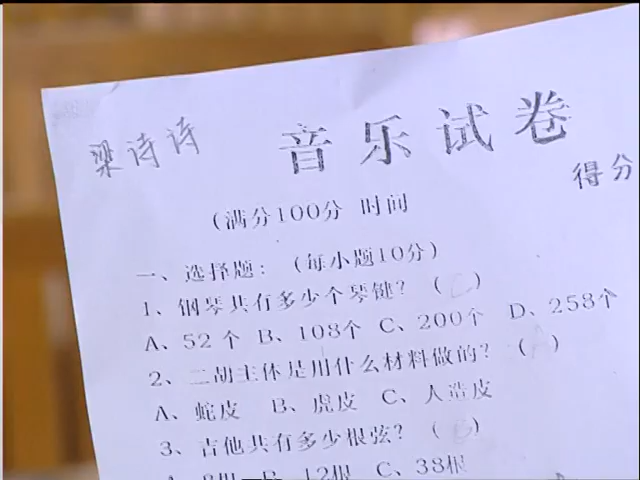 梁诗诗
音乐试卷
得分
（满分100分 时间
一、选择题：（每小题10分）
1、钢琴共有多少个琴键？（ ）
A、52个 B、108个 C、200个 D、258个
2、二胡主体是用什么材料做的？（ ）
A、蛇皮 B、虎皮 C、人造皮
3、吉他共有多少根弦？（ ）
A、8根 B、12根 C、38根